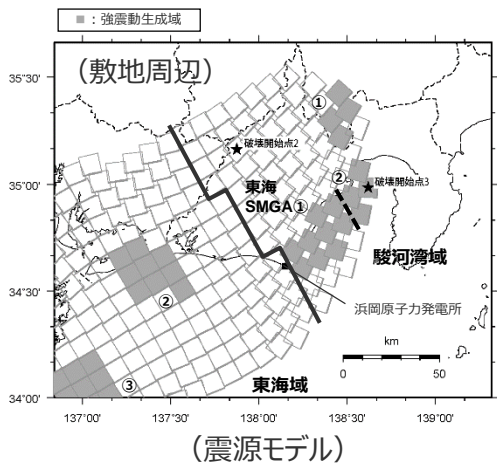 ■：強震動生成域
（敷地周辺）
35°30'
35°00'
34°30'
34°00'
①
破壊開始点2
②
破壊開始点3
東海
SMGA①
駿河湾域
浜岡原子力発電所
②
km
0 50
③
東海域
137°00' 137°30' 138°00' 138°30' 139°00'
（震源モデル）